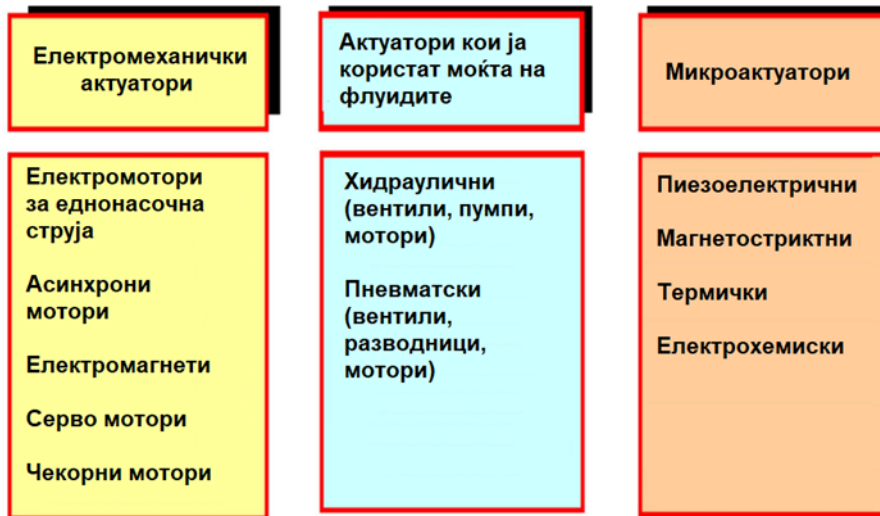 Електромеханички
актуатори
Актуатори кои ја
користат моќта на
флуидите
Микроактуатори
Електромотори
за еднонасочна
струја
Асинхрони
мотори
Електромагнети
Серво мотори
Чекорни мотори
Хидраулични
(вентили, пумпи,
мотори)
Пневматски
(вентили,
разводници,
мотори)
Пиезоелектрични
Магнетостриктни
Термички
Електрохемиски